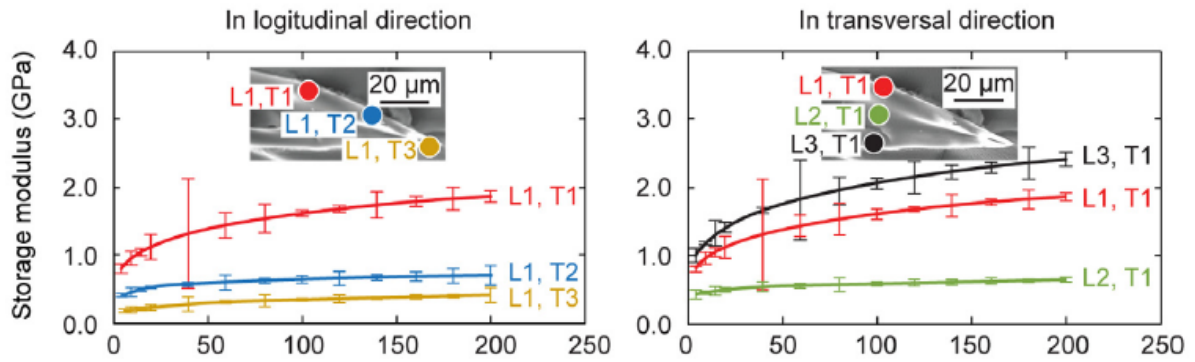 In logitudinal direction
In transversal direction
Storage modulus (GPa)
4.0
3.0
2.0
1.0
0.0
0
50
100
150
200
250
20 µm
L1,T1
L1, T2
L1, T3
L1, T1
L1, T2
L1, T3
4.0
3.0
2.0
1.0
0.0
0
50
100
150
200
250
20 µm
L1, T1
L2, T1
L3, T1
L3, T1
L1, T1
L2, T1